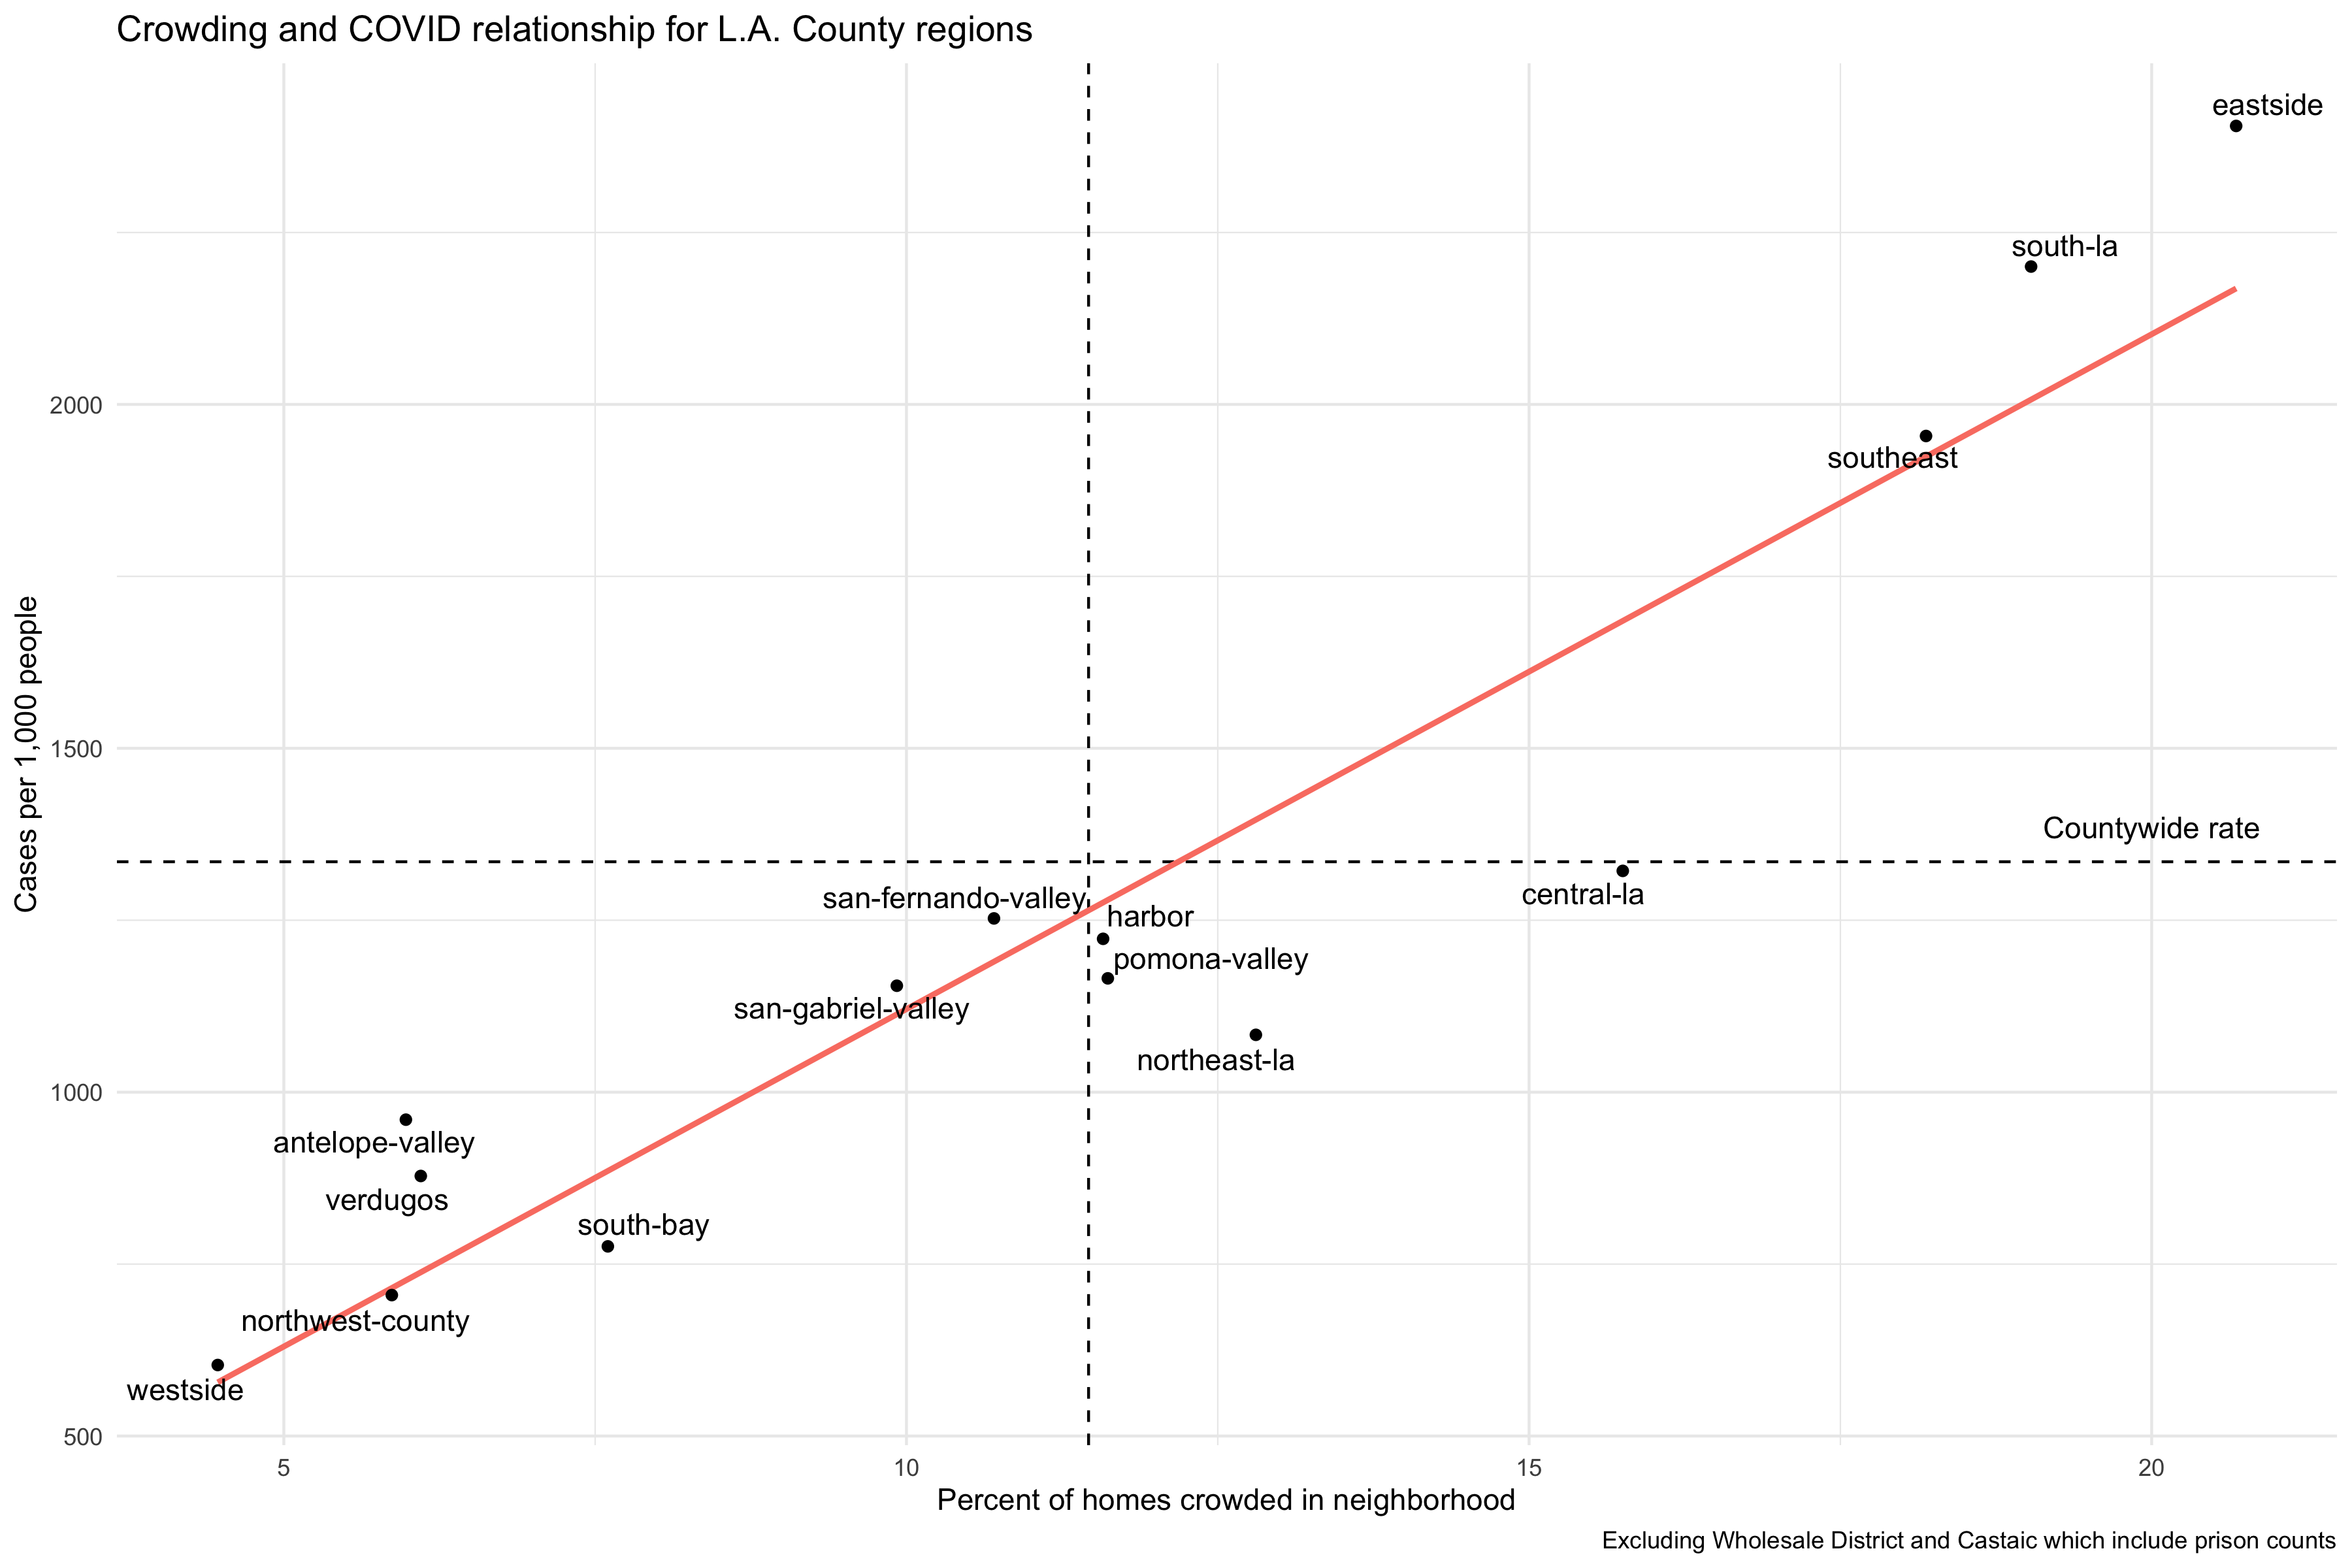 Crowding and COVID relationship for L.A. County regions
eastside
south-la
2000
southeast
Cases per 1,000 people
1500
Countywide rate
san-fernando-valley
central-la
harbor
pomona-valley
san-gabriel-valley
northeast-la
1000
antelope-valley
verdugos
south-bay
northwest-county
westside
500
5 10 15 20
Percent of homes crowded in neighborhood
Excluding Wholesale District and Castaic which include prison counts